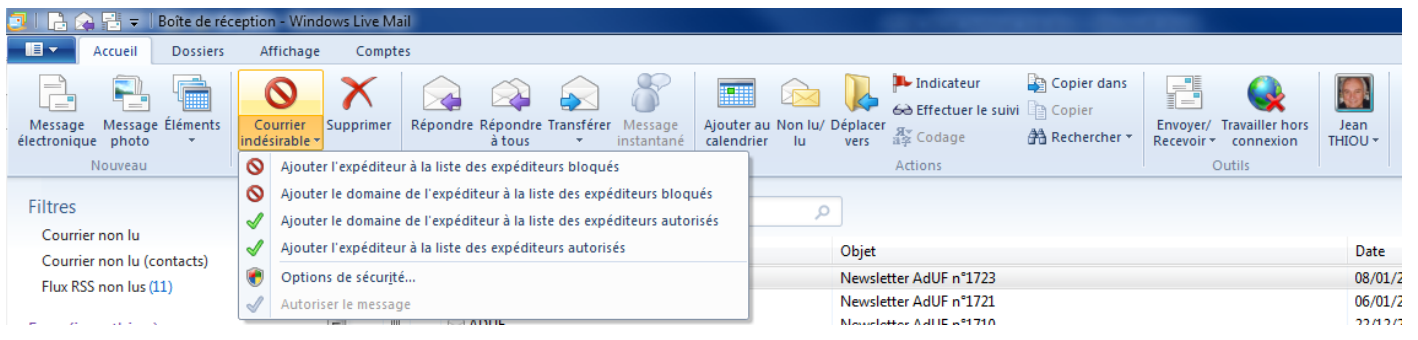 Boîte de réception - Windows Live Mail
Accueil Dossiers Affichage Comptes
Message électronique
Message photo
Éléments
Nouveau
Courrier indésirable
Supprimer
Répondre
Répondre à tous
Transférer
Message instantané
Ajouter au calendrier
Non lu/ lu
Déplacer vers
Indicateur
Effectuer le suivi
Codage
Copier dans
Copier
Rechercher
Actions
Envoyer/ Recevoir
Travailler hors connexion
Outils
Jean THIOU
Ajouter l'expéditeur à la liste des expéditeurs bloqués
Ajouter le domaine de l'expéditeur à la liste des expéditeurs bloqués
Ajouter le domaine de l'expéditeur à la liste des expéditeurs autorisés
Ajouter l'expéditeur à la liste des expéditeurs autorisés
Options de sécurité...
Autoriser le message
Filtres
Courrier non lu
Courrier non lu (contacts)
Flux RSS non lus (11)
Objet Date
Newsletter AdUF n°1723 08/01/2
Newsletter AdUF n°1721 06/01/2